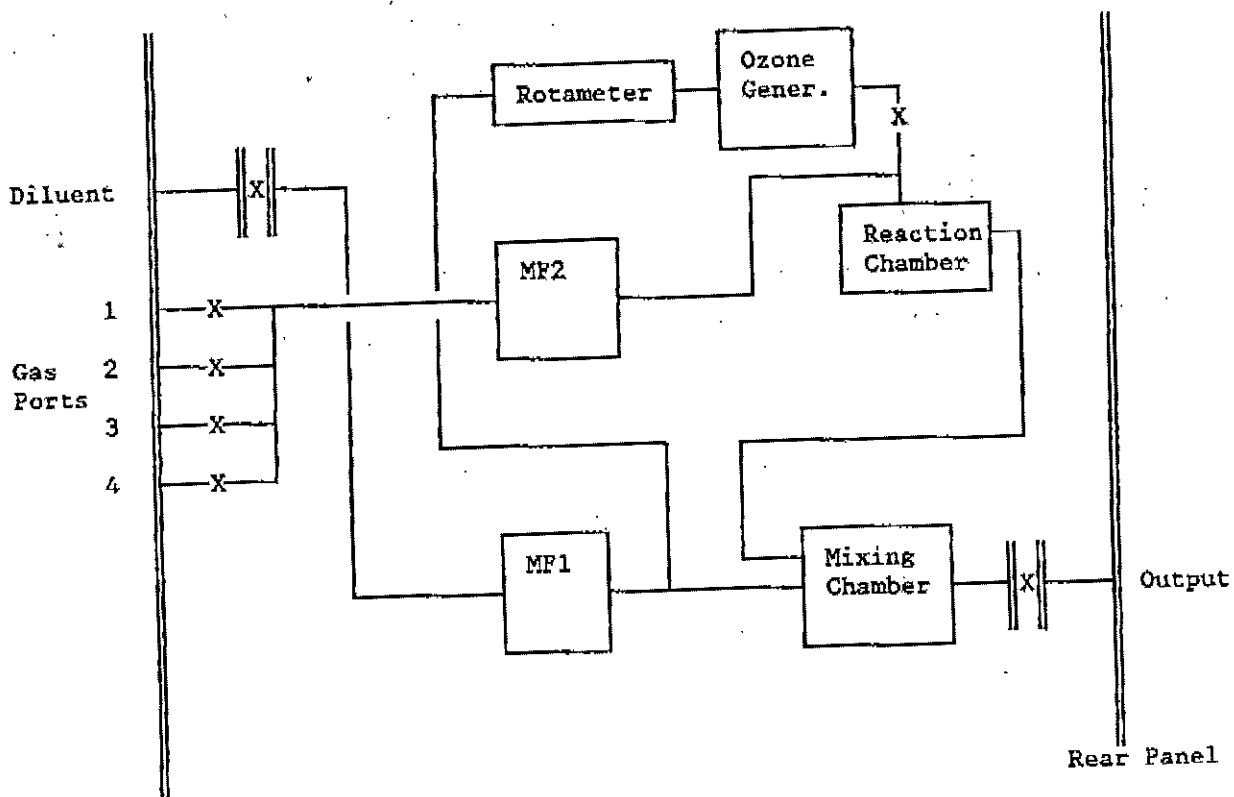 Ozone
Gener.
Rotameter
X
Diluent
X
Reaction
Chamber
MF2
1
X
Gas
Ports
2
X
3
X
4
X
MF1
Mixing
Chamber
X
Output
Rear Panel